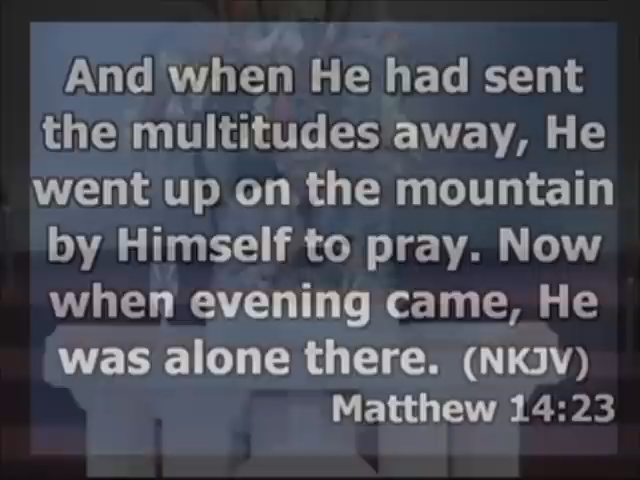 And when He had sent
the multitudes away, He
went up on the mountain
by Himself to pray. Now
when evening came, He
was alone there. (NKJV)
Matthew 14:23